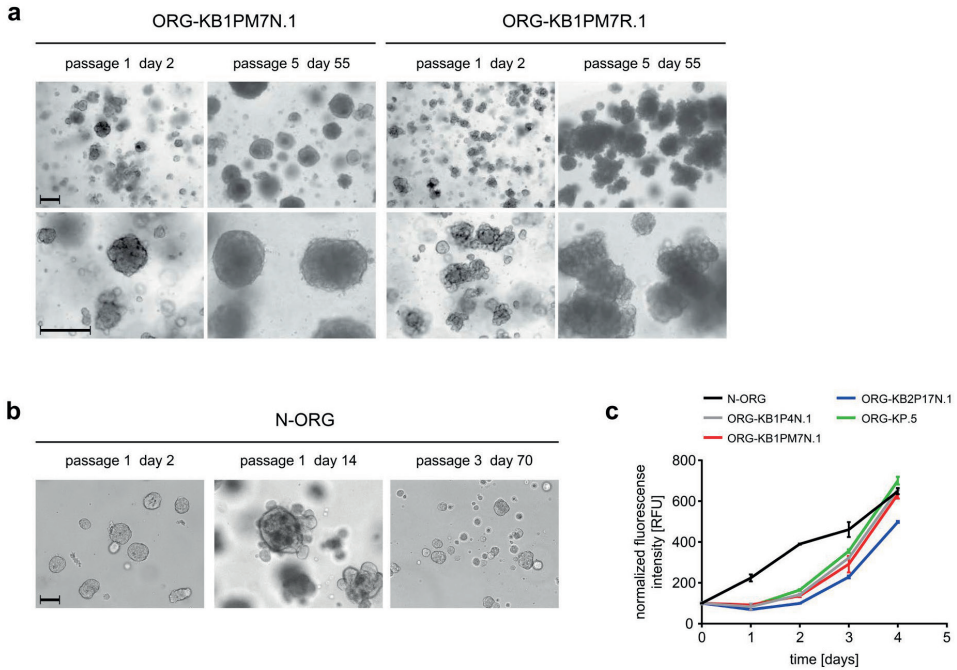 a
ORG-KB1PM7N.1
ORG-KB1PM7R.1
passage 1 day 2
passage 5 day 55
passage 1 day 2
passage 5 day 55
b
N-ORG
passage 1 day 2
passage 1 day 14
passage 3 day 70
c
N-ORG
ORG-KB1P4N.1
ORG-KB1PM7N.1
ORG-KB2P17N.1
ORG-KP.5
normalized fluorescense
intensity [RFU]
800
600
400
200
0
0 1 2 3 4 5
time [days]